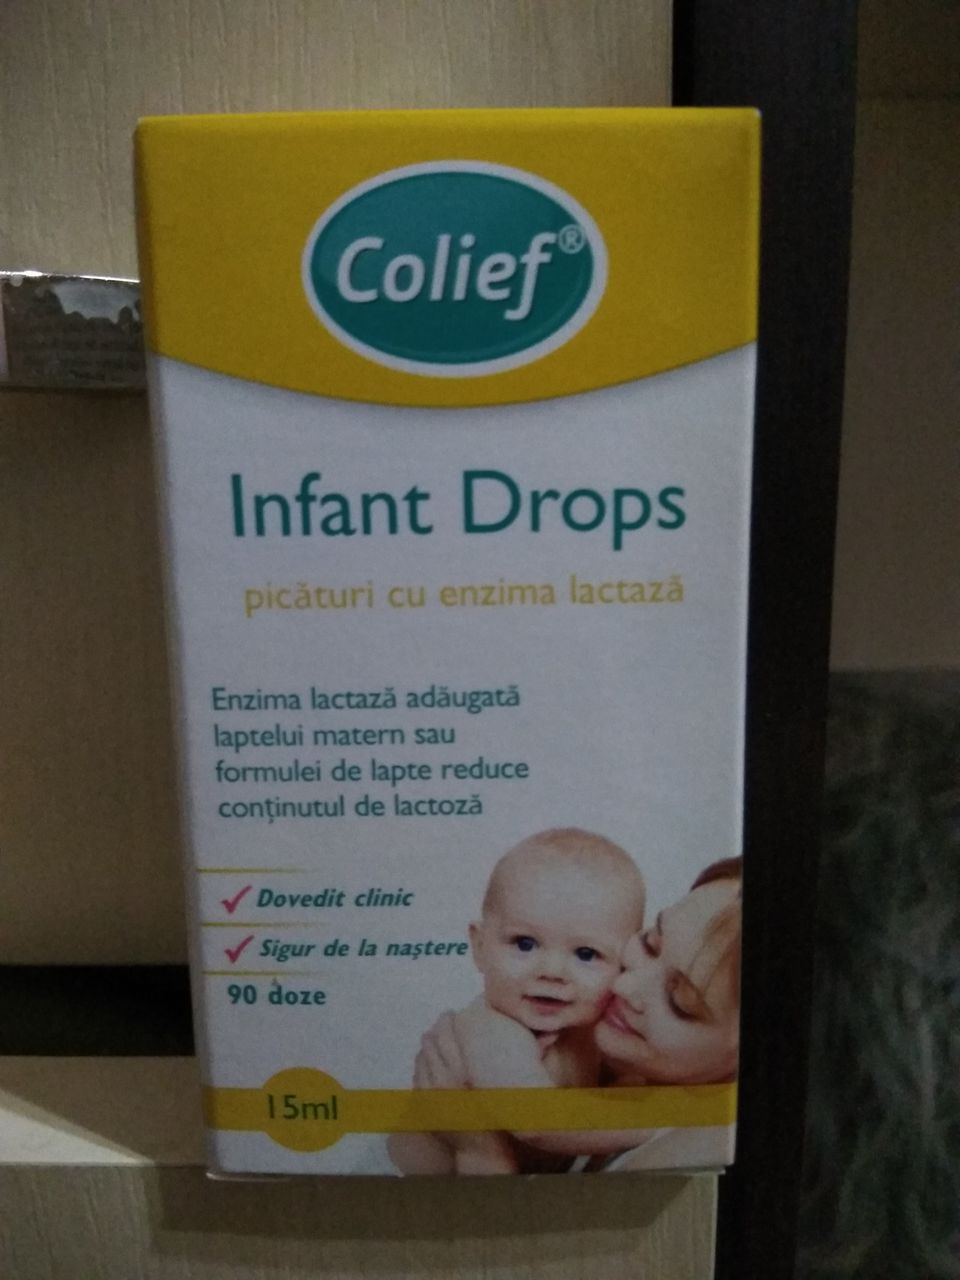 Colief®
Infant Drops
picături cu enzima lactază
Enzima lactază adăugată
laptelui matern sau
formulei de lapte reduce
conținutul de lactoză
Dovedit clinic
Sigur de la naștere
90 doze
15ml